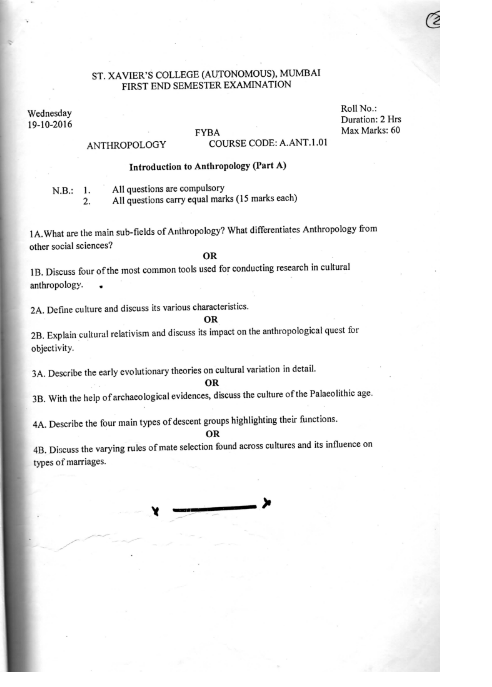 2
ST. XAVIER'S COLLEGE (AUTONOMOUS), MUMBAI
FIRST END SEMESTER EXAMINATION
Wednesday
19-10-2016
Roll No.:
Duration: 2 Hrs
Max Marks: 60
FYBA
ANTHROPOLOGY COURSE CODE: A.ANT.1.01
Introduction to Anthropology (Part A)
N.B.: 1. All questions are compulsory
2. All questions carry equal marks (15 marks each)
1A.What are the main sub-fields of Anthropology? What differentiates Anthropology from
other social sciences?
OR
1B. Discuss four of the most common tools used for conducting research in cultural
anthropology.
2A. Define culture and discuss its various characteristics.
OR
2B. Explain cultural relativism and discuss its impact on the anthropological quest for
objectivity.
3A. Describe the early evolutionary theories on cultural variation in detail.
OR
3B. With the help of archaeological evidences, discuss the culture of the Palaeolithic age.
4A. Describe the four main types of descent groups highlighting their functions.
OR
4B. Discuss the varying rules of mate selection found across cultures and its influence on
types of marriages.